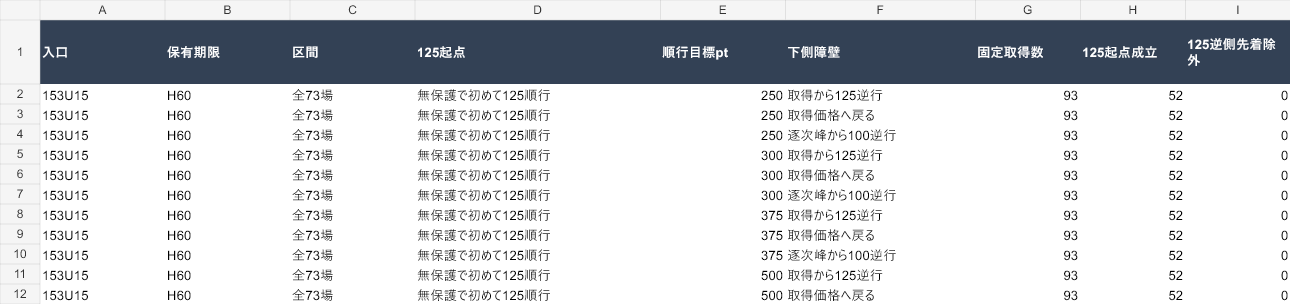 A B C D E F G H I
1 入口 保有期限 区間 125起点 順行目標pt 下側障壁 固定取得数 125起点成立 125逆側先着除
外
2 153U15 H60 全73場 無保護で初めて125順行 250 取得から125逆行 93 52 0
3 153U15 H60 全73場 無保護で初めて125順行 250 取得価格へ戻る 93 52 0
4 153U15 H60 全73場 無保護で初めて125順行 250 逐次峰から100逆行 93 52 0
5 153U15 H60 全73場 無保護で初めて125順行 300 取得から125逆行 93 52 0
6 153U15 H60 全73場 無保護で初めて125順行 300 取得価格へ戻る 93 52 0
7 153U15 H60 全73場 無保護で初めて125順行 300 逐次峰から100逆行 93 52 0
8 153U15 H60 全73場 無保護で初めて125順行 375 取得から125逆行 93 52 0
9 153U15 H60 全73場 無保護で初めて125順行 375 取得価格へ戻る 93 52 0
10 153U15 H60 全73場 無保護で初めて125順行 375 逐次峰から100逆行 93 52 0
11 153U15 H60 全73場 無保護で初めて125順行 500 取得から125逆行 93 52 0
12 153U15 H60 全73場 無保護で初めて125順行 500 取得価格へ戻る 93 52 0